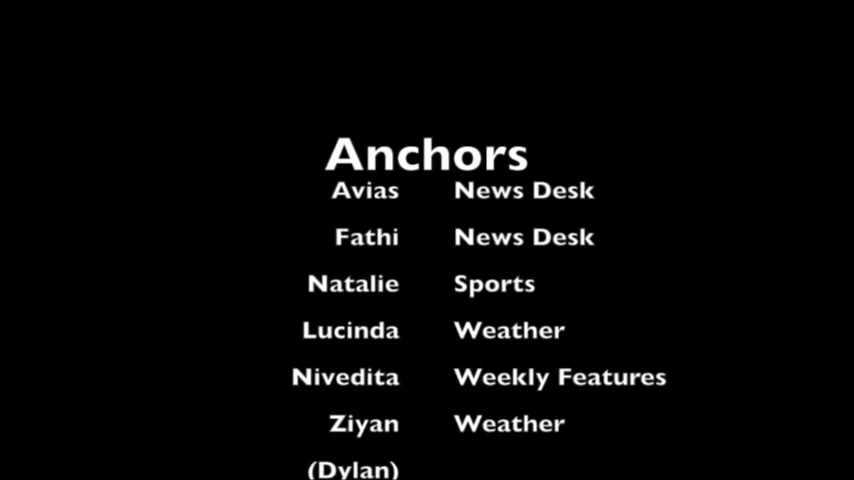 Anchors
Avias News Desk
Fathi News Desk
Natalie Sports
Lucinda Weather
Nivedita Weekly Features
Ziyan Weather
(Dylan)